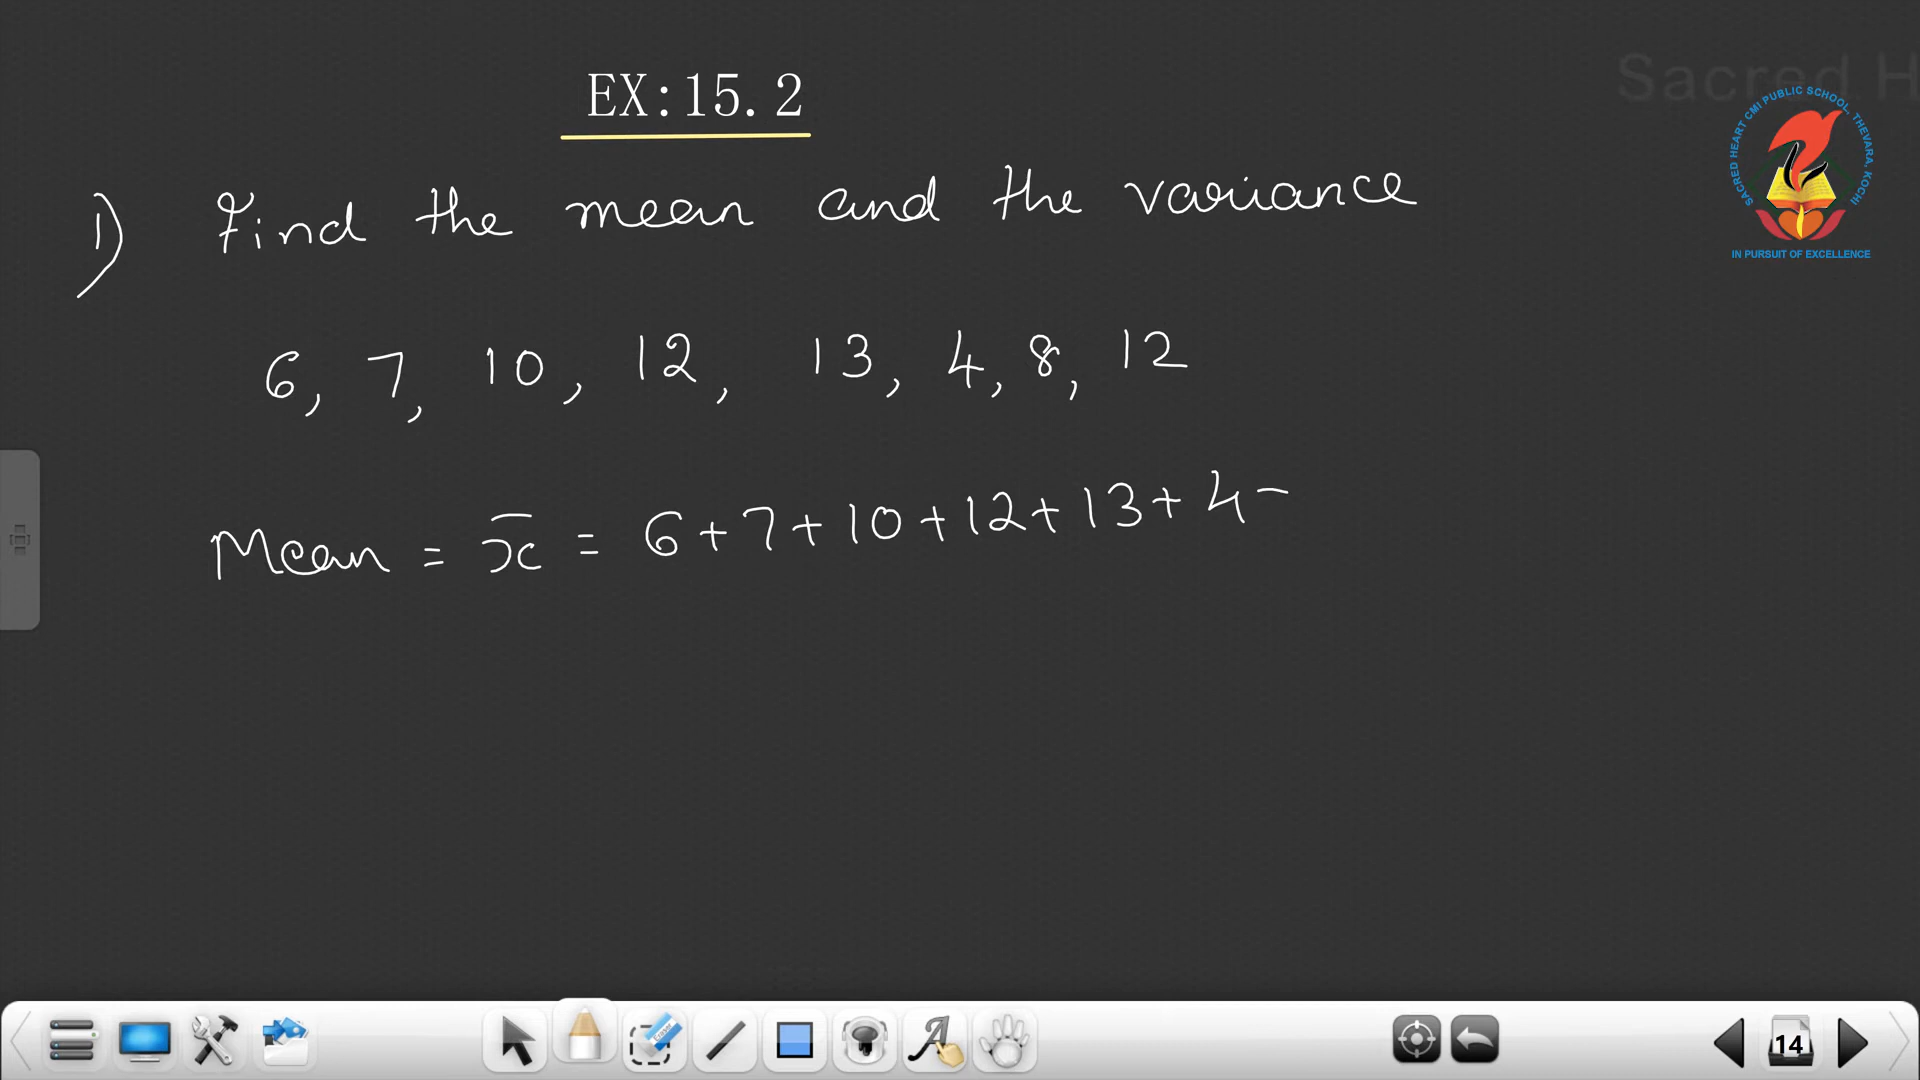 Sacred H
EX:15.2
SACRED HEART CMI PUBLIC SCHOOL, THEVARA, KOCHI
IN PURSUIT OF EXCELLENCE
1) Find the mean and the variance
6, 7, 10, 12, 13, 4, 8, 12
Mean = x̄ = 6+7+10+12+13+4-
14